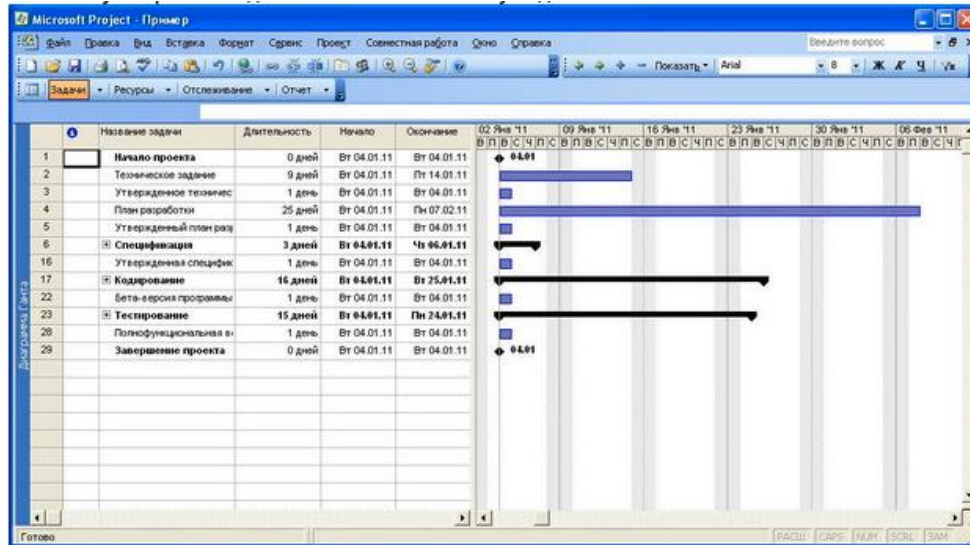 Microsoft Project - Пример
Файл Правка Вид Вставка Формат Сервис Проект Совместная работа Окно Справка Введите вопрос
Показать Arial 8 Ж К Ч
Задачи Ресурсы Отслеживание Отчет
Название задачи Длительность Начало Окончание 02 Янв '11 09 Янв '11 16 Янв '11 23 Янв '11 30 Янв '11 06 Фев '11
В П В С Ч П С В П В С Ч П С В П В С Ч П С В П В С Ч П С В П В С Ч П С В П В С Ч П
1 Начало проекта 0 дней Вт 04.01.11 Вт 04.01.11 04.01
2 Техническое задание 9 дней Вт 04.01.11 Пт 14.01.11
3 Утвержденное техничес 1 день Вт 04.01.11 Вт 04.01.11
4 План разработки 25 дней Вт 04.01.11 Пн 07.02.11
5 Утвержденный план раз 1 день Вт 04.01.11 Вт 04.01.11
6 Спецификация 3 дней Вт 04.01.11 Чт 06.01.11
16 Утвержденная специфик 1 день Вт 04.01.11 Вт 04.01.11
17 Кодирование 16 дней Вт 04.01.11 Вт 25.01.11
22 Бета-версия программы 1 день Вт 04.01.11 Вт 04.01.11
23 Тестирование 15 дней Вт 04.01.11 Пн 24.01.11
28 Полнофункциональная в 1 день Вт 04.01.11 Вт 04.01.11
29 Завершение проекта 0 дней Вт 04.01.11 Вт 04.01.11 04.01
Диаграмма Ганта
Готово РАСШ CAPS NUM SCRL ЗАМ